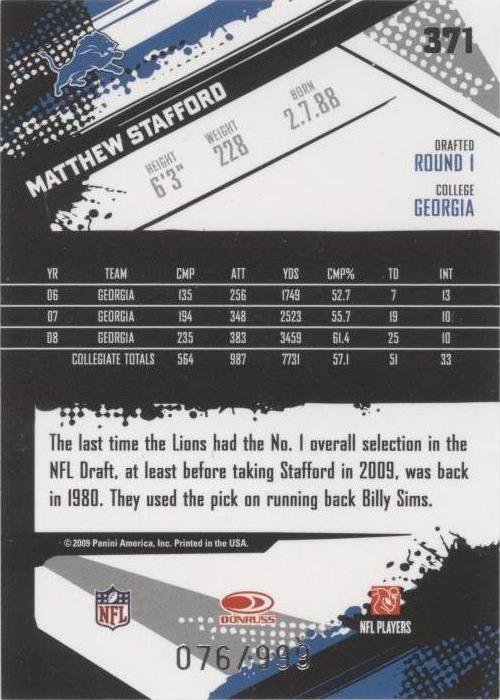 371
MATTHEW STAFFORD
HEIGHT
6'3"
WEIGHT
228
BORN
2.7.88
DRAFTED
ROUND 1
COLLEGE
GEORGIA
YR TEAM CMP ATT YDS CMP% TD INT
06 GEORGIA 135 256 1749 52.7 7 13
07 GEORGIA 194 348 2523 55.7 19 10
08 GEORGIA 235 383 3459 61.4 25 10
COLLEGIATE TOTALS 564 987 7731 57.1 51 33
The last time the Lions had the No. 1 overall selection in the
NFL Draft, at least before taking Stafford in 2009, was back
in 1980. They used the pick on running back Billy Sims.
© 2009 Panini America, Inc. Printed in the USA.
NFL
DONRUSS
NFL PLAYERS
076/999